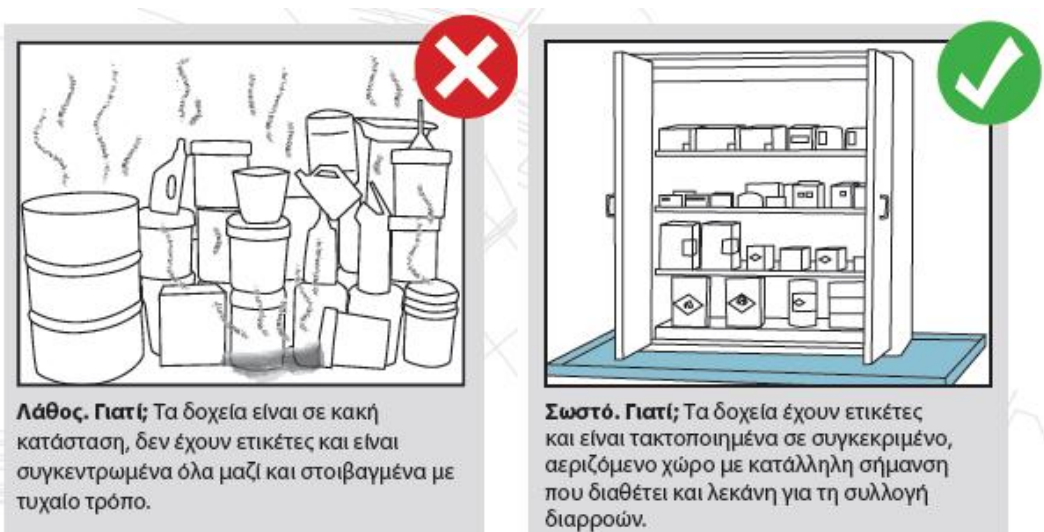 Λάθος. Γιατί; Τα δοχεία είναι σε κακή
κατάσταση, δεν έχουν ετικέτες και είναι
συγκεντρωμένα όλα μαζί και στοιβαγμένα με
τυχαίο τρόπο.
Σωστό. Γιατί; Τα δοχεία έχουν ετικέτες
και είναι τακτοποιημένα σε συγκεκριμένο,
αεριζόμενο χώρο με κατάλληλη σήμανση
που διαθέτει και λεκάνη για τη συλλογή
διαρροών.